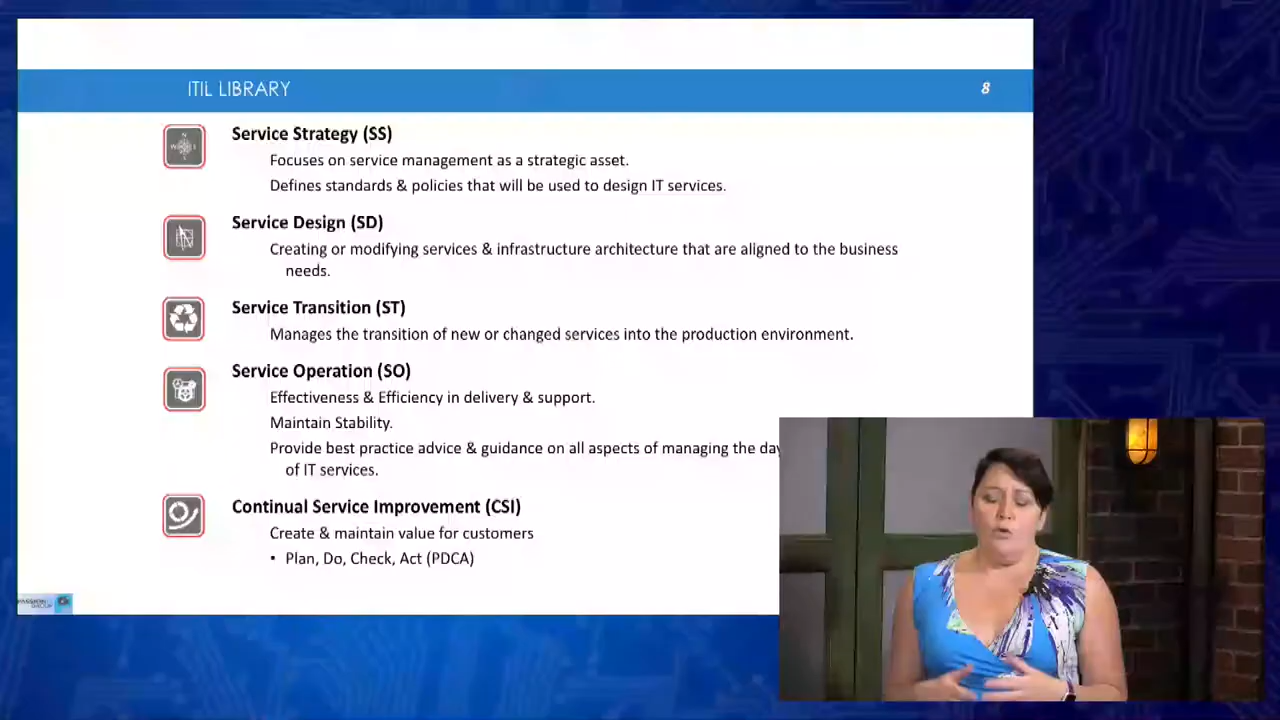 ITIL LIBRARY
8
Service Strategy (SS)
Focuses on service management as a strategic asset.
Defines standards & policies that will be used to design IT services.
Service Design (SD)
Creating or modifying services & infrastructure architecture that are aligned to the business
needs.
Service Transition (ST)
Manages the transition of new or changed services into the production environment.
Service Operation (SO)
Effectiveness & Efficiency in delivery & support.
Maintain Stability.
Provide best practice advice & guidance on all aspects of managing the day
of IT services.
Continual Service Improvement (CSI)
Create & maintain value for customers
• Plan, Do, Check, Act (PDCA)